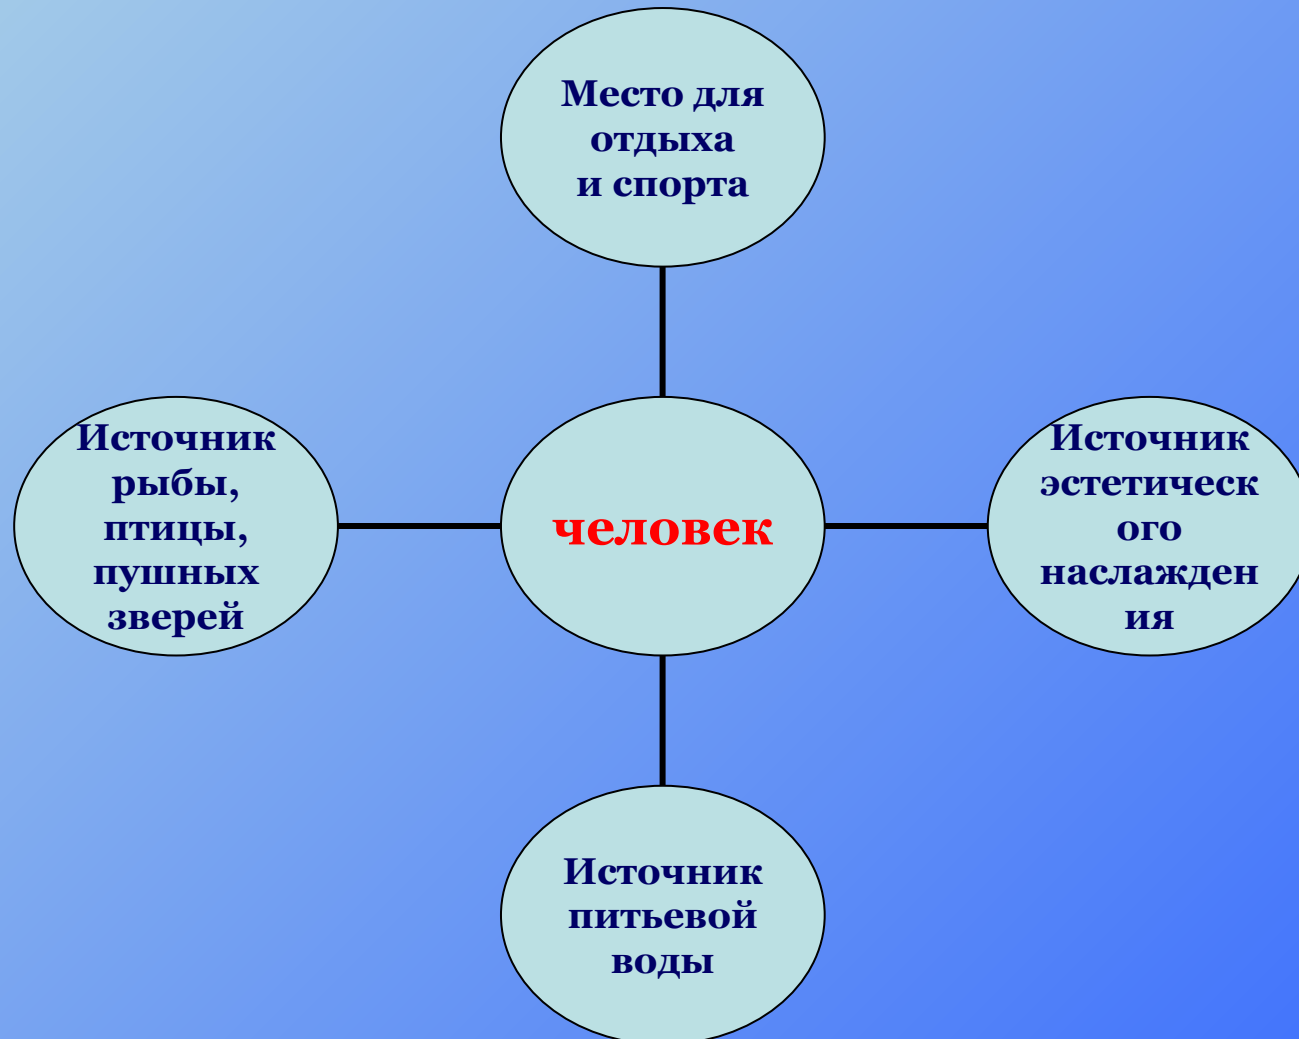 Место для
отдыха
и спорта
Источник
рыбы,
птицы,
пушных
зверей
человек
Источник
эстетическ
ого
наслажден
ия
Источник
питьевой
воды